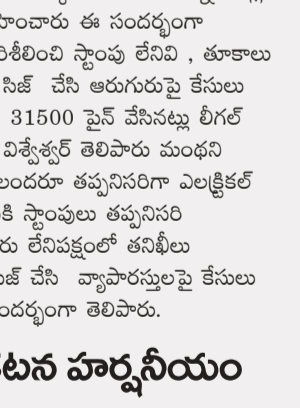 హించారు ఈ సందర్భంగా
రిశీలించి స్టాంపు లేనివి , తూకాలు
సిజ్ చేసి ఆరుగురుపై కేసులు
31500 పైన్ వేసినట్లు లీగల్
విశ్వేశ్వర్ తెలిపారు మంథని
లందరూ తప్పనిసరిగా ఎలక్ట్రికల్
కి స్టాంపులు తప్పనిసరి
రు లేనిపక్షంలో తనిఖీలు
జ్ చేసి వ్యాపారస్తులపై కేసులు
ందర్భంగా తెలిపారు.
టన హర్షనీయం